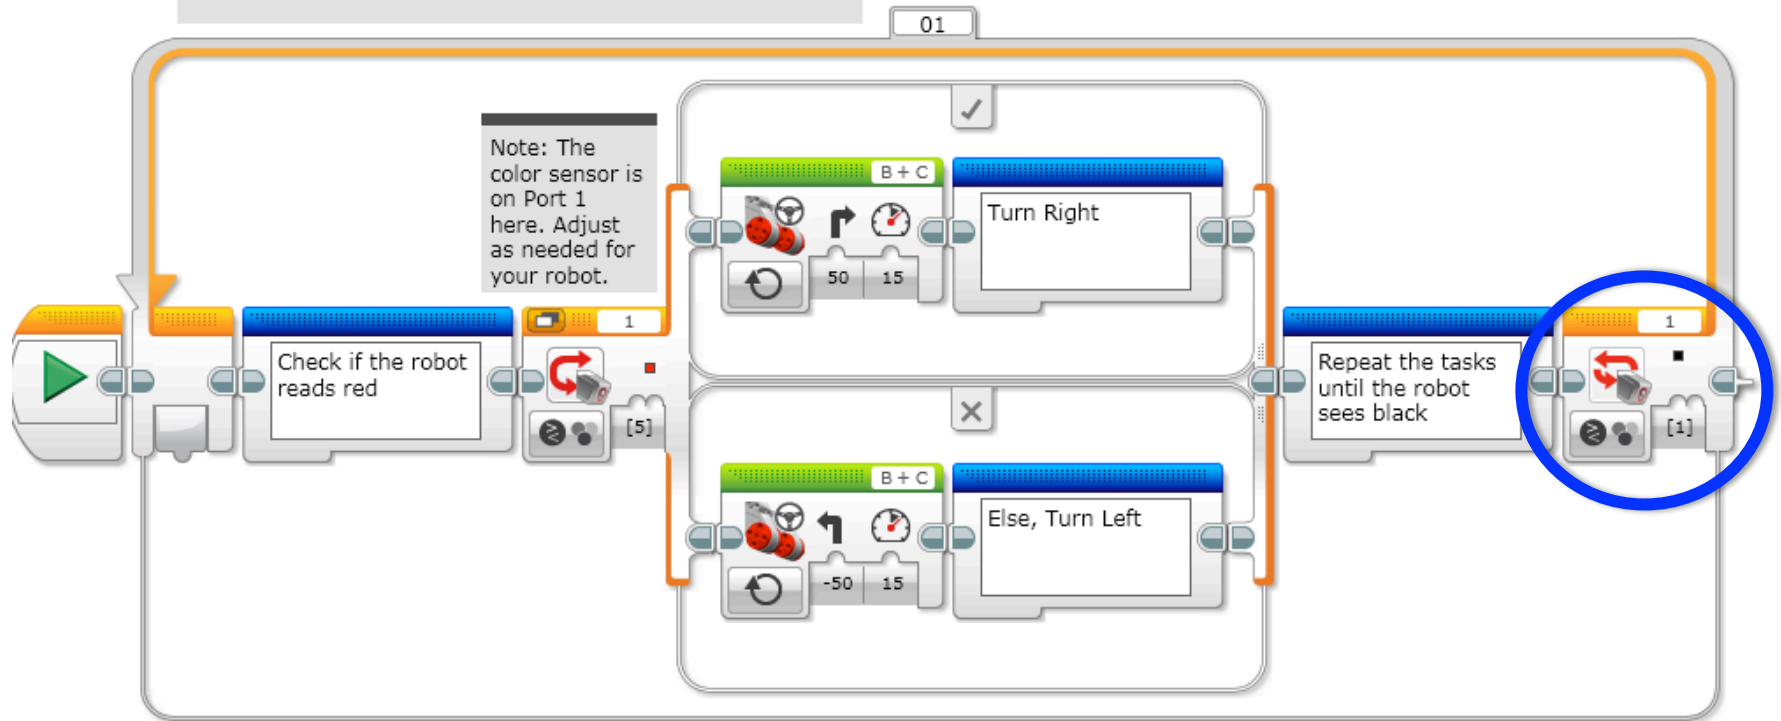 01
Note: The
color sensor is
on Port 1
here. Adjust
as needed for
your robot.
B + C
Turn Right
50 15
1
Check if the robot
reads red
[5]
Repeat the tasks
until the robot
sees black
1
[1]
B + C
Else, Turn Left
-50 15